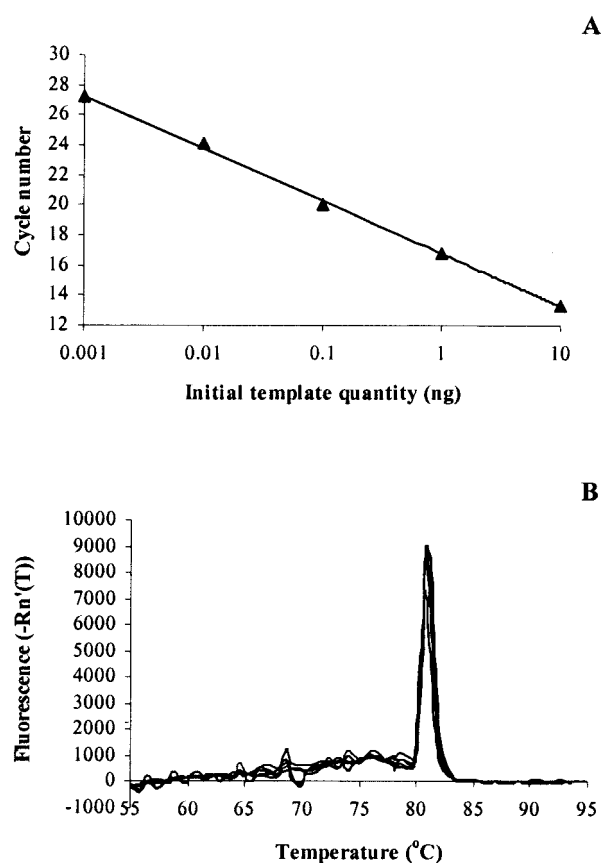 A
30
28
26
24
22
20
18
16
14
12
Cycle number
0.001 0.01 0.1 1 10
Initial template quantity (ng)
B
10000
9000
8000
7000
6000
5000
4000
3000
2000
1000
0
-1000
Fluorescence (-Rn'(T))
55 60 65 70 75 80 85 90 95
Temperature (°C)